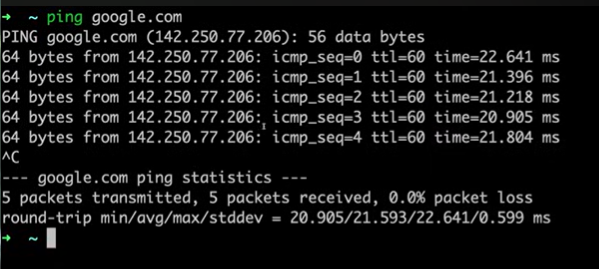 ➜  ~ ping google.com
PING google.com (142.250.77.206): 56 data bytes
64 bytes from 142.250.77.206: icmp_seq=0 ttl=60 time=22.641 ms
64 bytes from 142.250.77.206: icmp_seq=1 ttl=60 time=21.396 ms
64 bytes from 142.250.77.206: icmp_seq=2 ttl=60 time=21.218 ms
64 bytes from 142.250.77.206: icmp_seq=3 ttl=60 time=20.905 ms
64 bytes from 142.250.77.206: icmp_seq=4 ttl=60 time=21.804 ms
^C
--- google.com ping statistics ---
5 packets transmitted, 5 packets received, 0.0% packet loss
round-trip min/avg/max/stddev = 20.905/21.593/22.641/0.599 ms
➜  ~